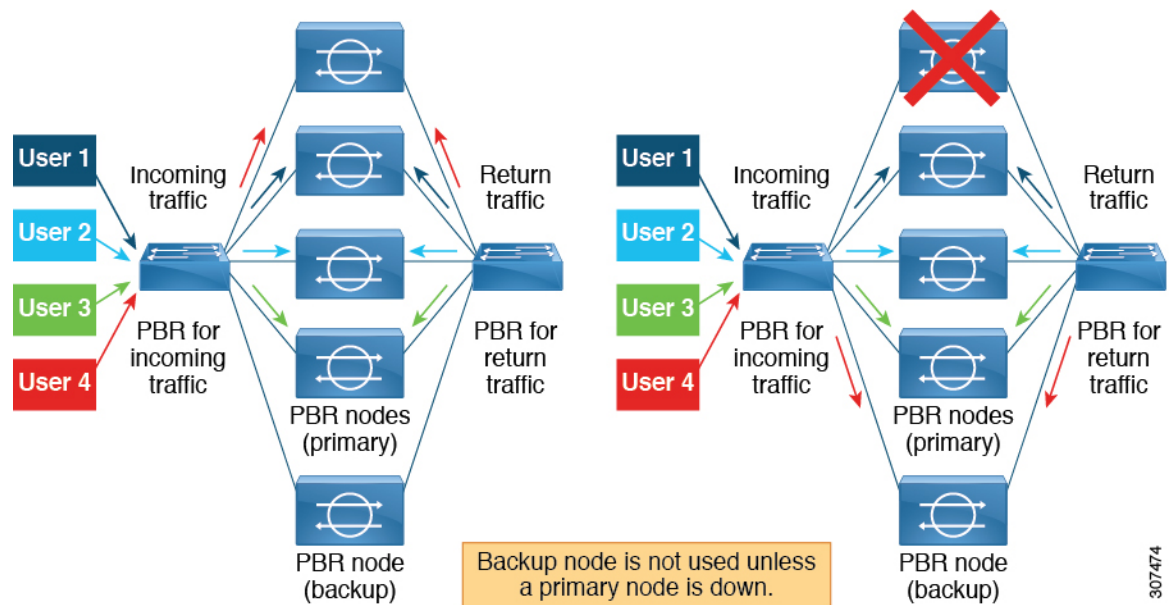 User 1
User 2
User 3
User 4
Incoming
traffic
Return
traffic
PBR for
incoming
traffic
PBR for
return
traffic
PBR nodes
(primary)
PBR node
(backup)
User 1
User 2
User 3
User 4
Incoming
traffic
Return
traffic
PBR for
incoming
traffic
PBR for
return
traffic
PBR nodes
(primary)
PBR node
(backup)
Backup node is not used unless
a primary node is down.
307474